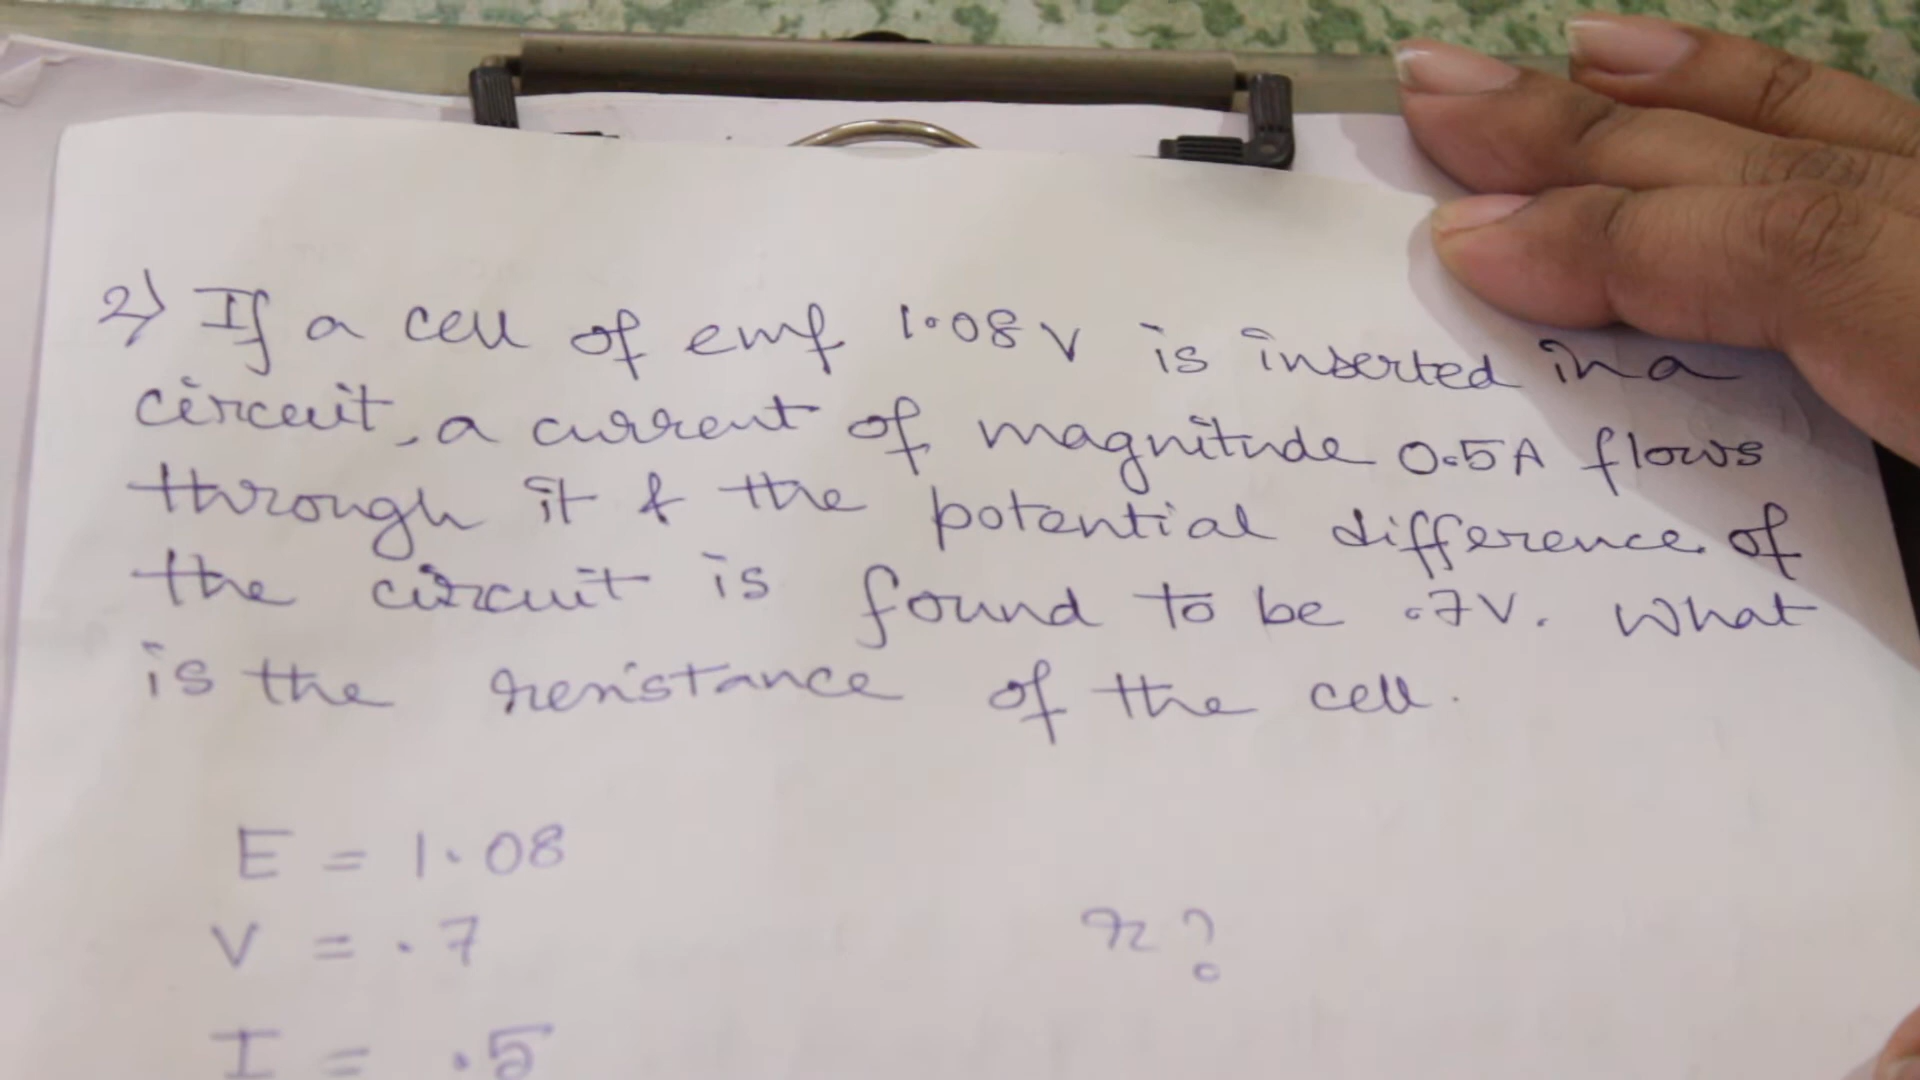 2) If a cell of emf 1.08 V is inserted in a
circuit, a current of magnitude 0.5A flows
through it & the potential difference of
the circuit is found to be .7V. What
is the resistance of the cell.
E = 1.08
V = .7
r ?
I = .5